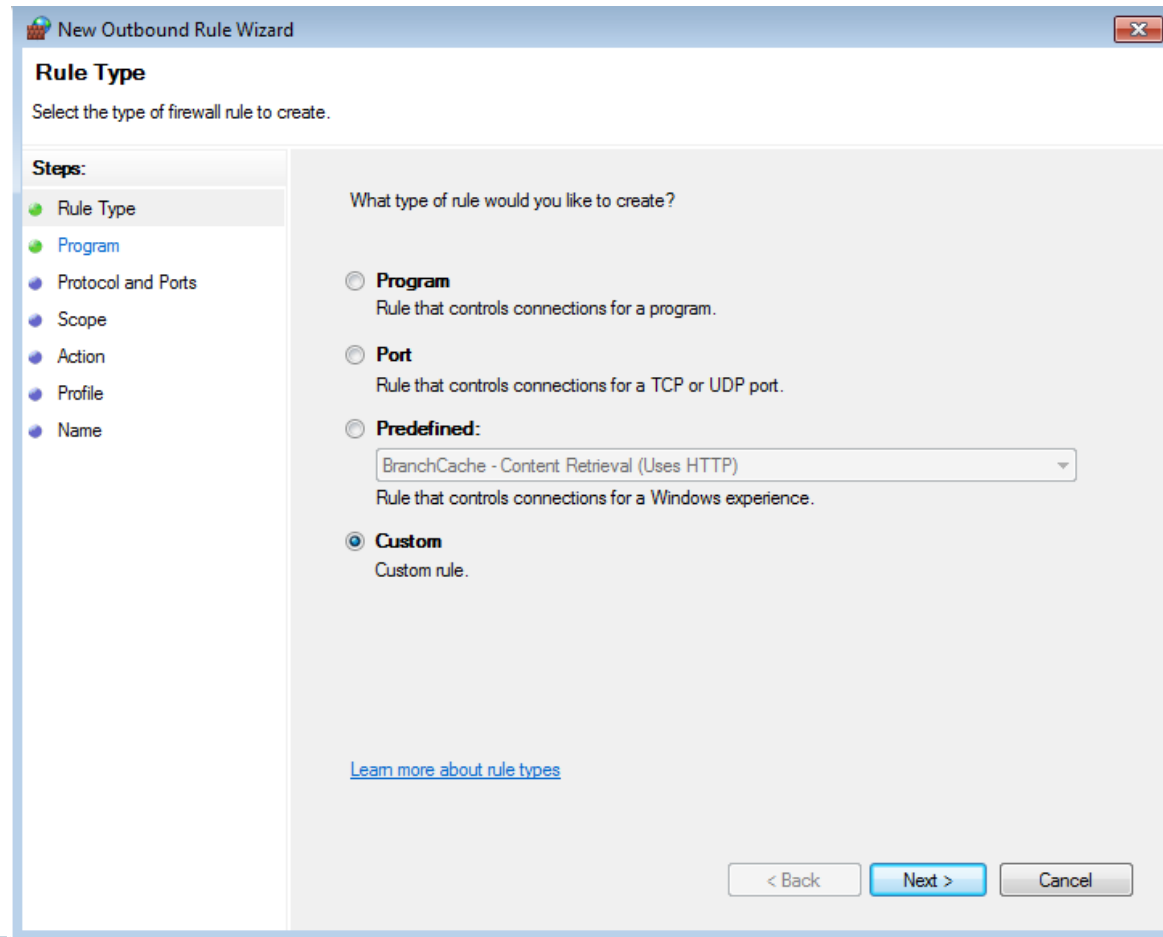 New Outbound Rule Wizard
Rule Type
Select the type of firewall rule to create.
Steps:
Rule Type
Program
Protocol and Ports
Scope
Action
Profile
Name
What type of rule would you like to create?
Program
Rule that controls connections for a program.
Port
Rule that controls connections for a TCP or UDP port.
Predefined:
BranchCache - Content Retrieval (Uses HTTP)
Rule that controls connections for a Windows experience.
Custom
Custom rule.
Learn more about rule types
< Back Next > Cancel